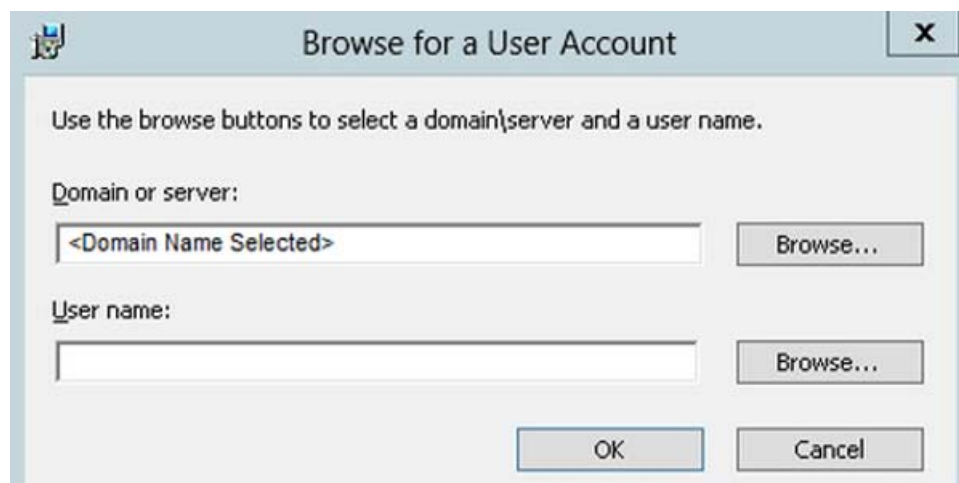 Browse for a User Account
x
Use the browse buttons to select a domain\server and a user name.
Domain or server:
<Domain Name Selected>
Browse...
User name:
Browse...
OK
Cancel